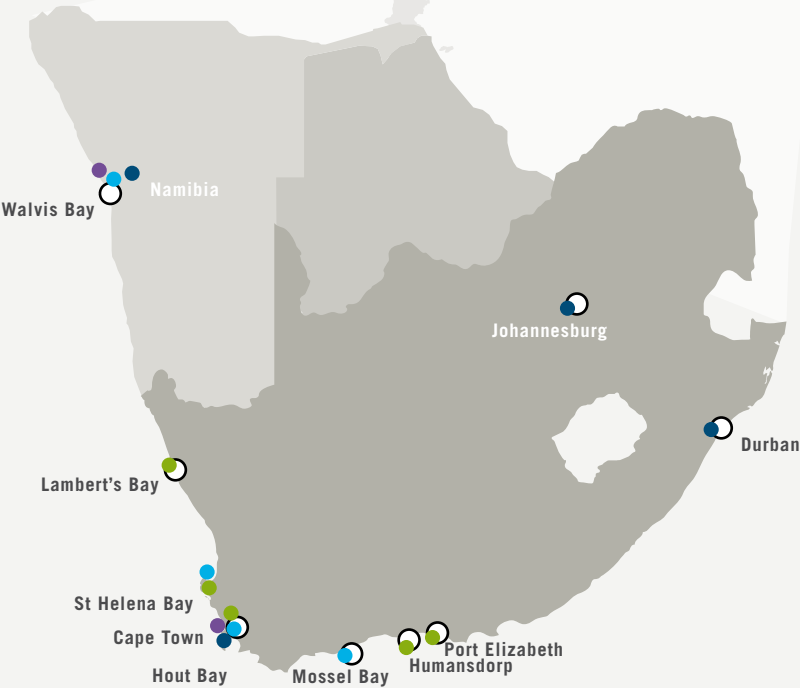 Namibia
Walvis Bay
Johannesburg
Durban
Lambert’s Bay
St Helena Bay
Cape Town
Port Elizabeth
Humansdorp
Hout Bay
Mossel Bay